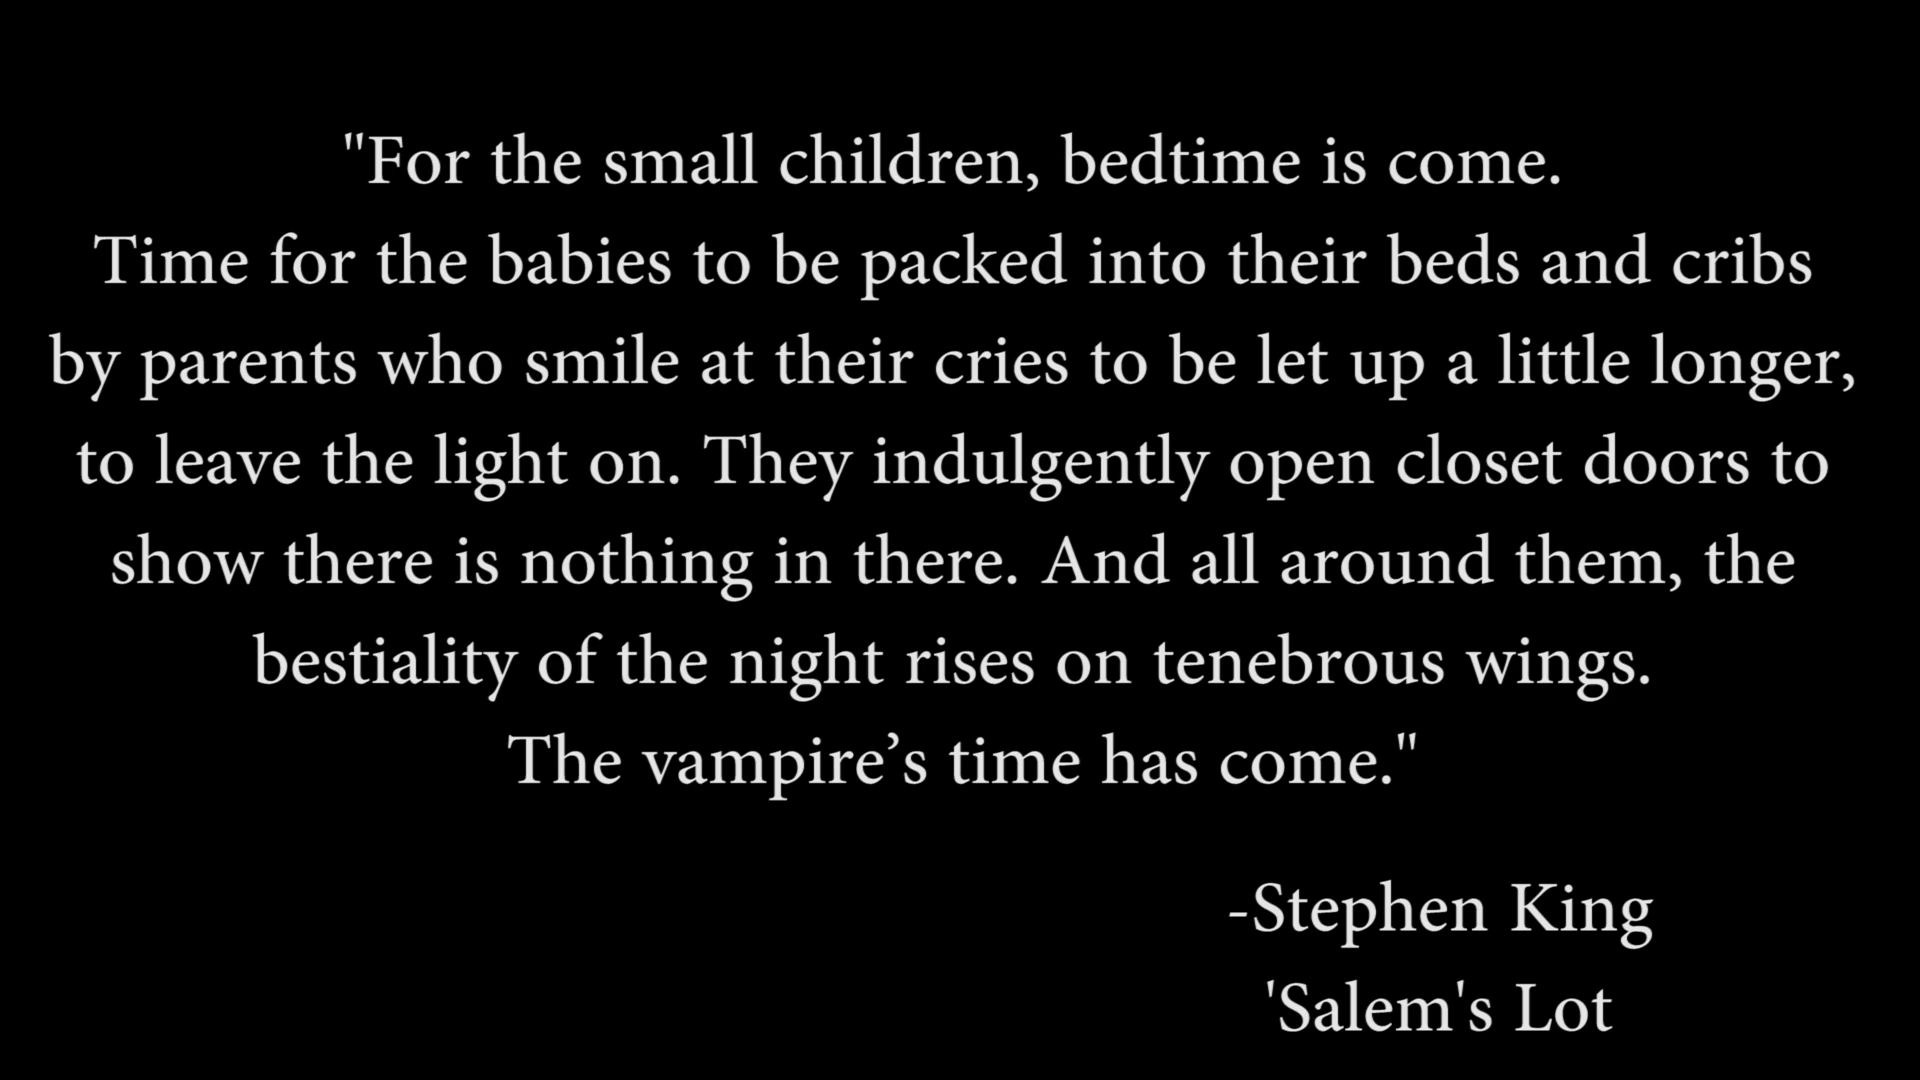 "For the small children, bedtime is come.
Time for the babies to be packed into their beds and cribs
by parents who smile at their cries to be let up a little longer,
to leave the light on. They indulgently open closet doors to
show there is nothing in there. And all around them, the
bestiality of the night rises on tenebrous wings.
The vampire’s time has come."
-Stephen King
'Salem's Lot